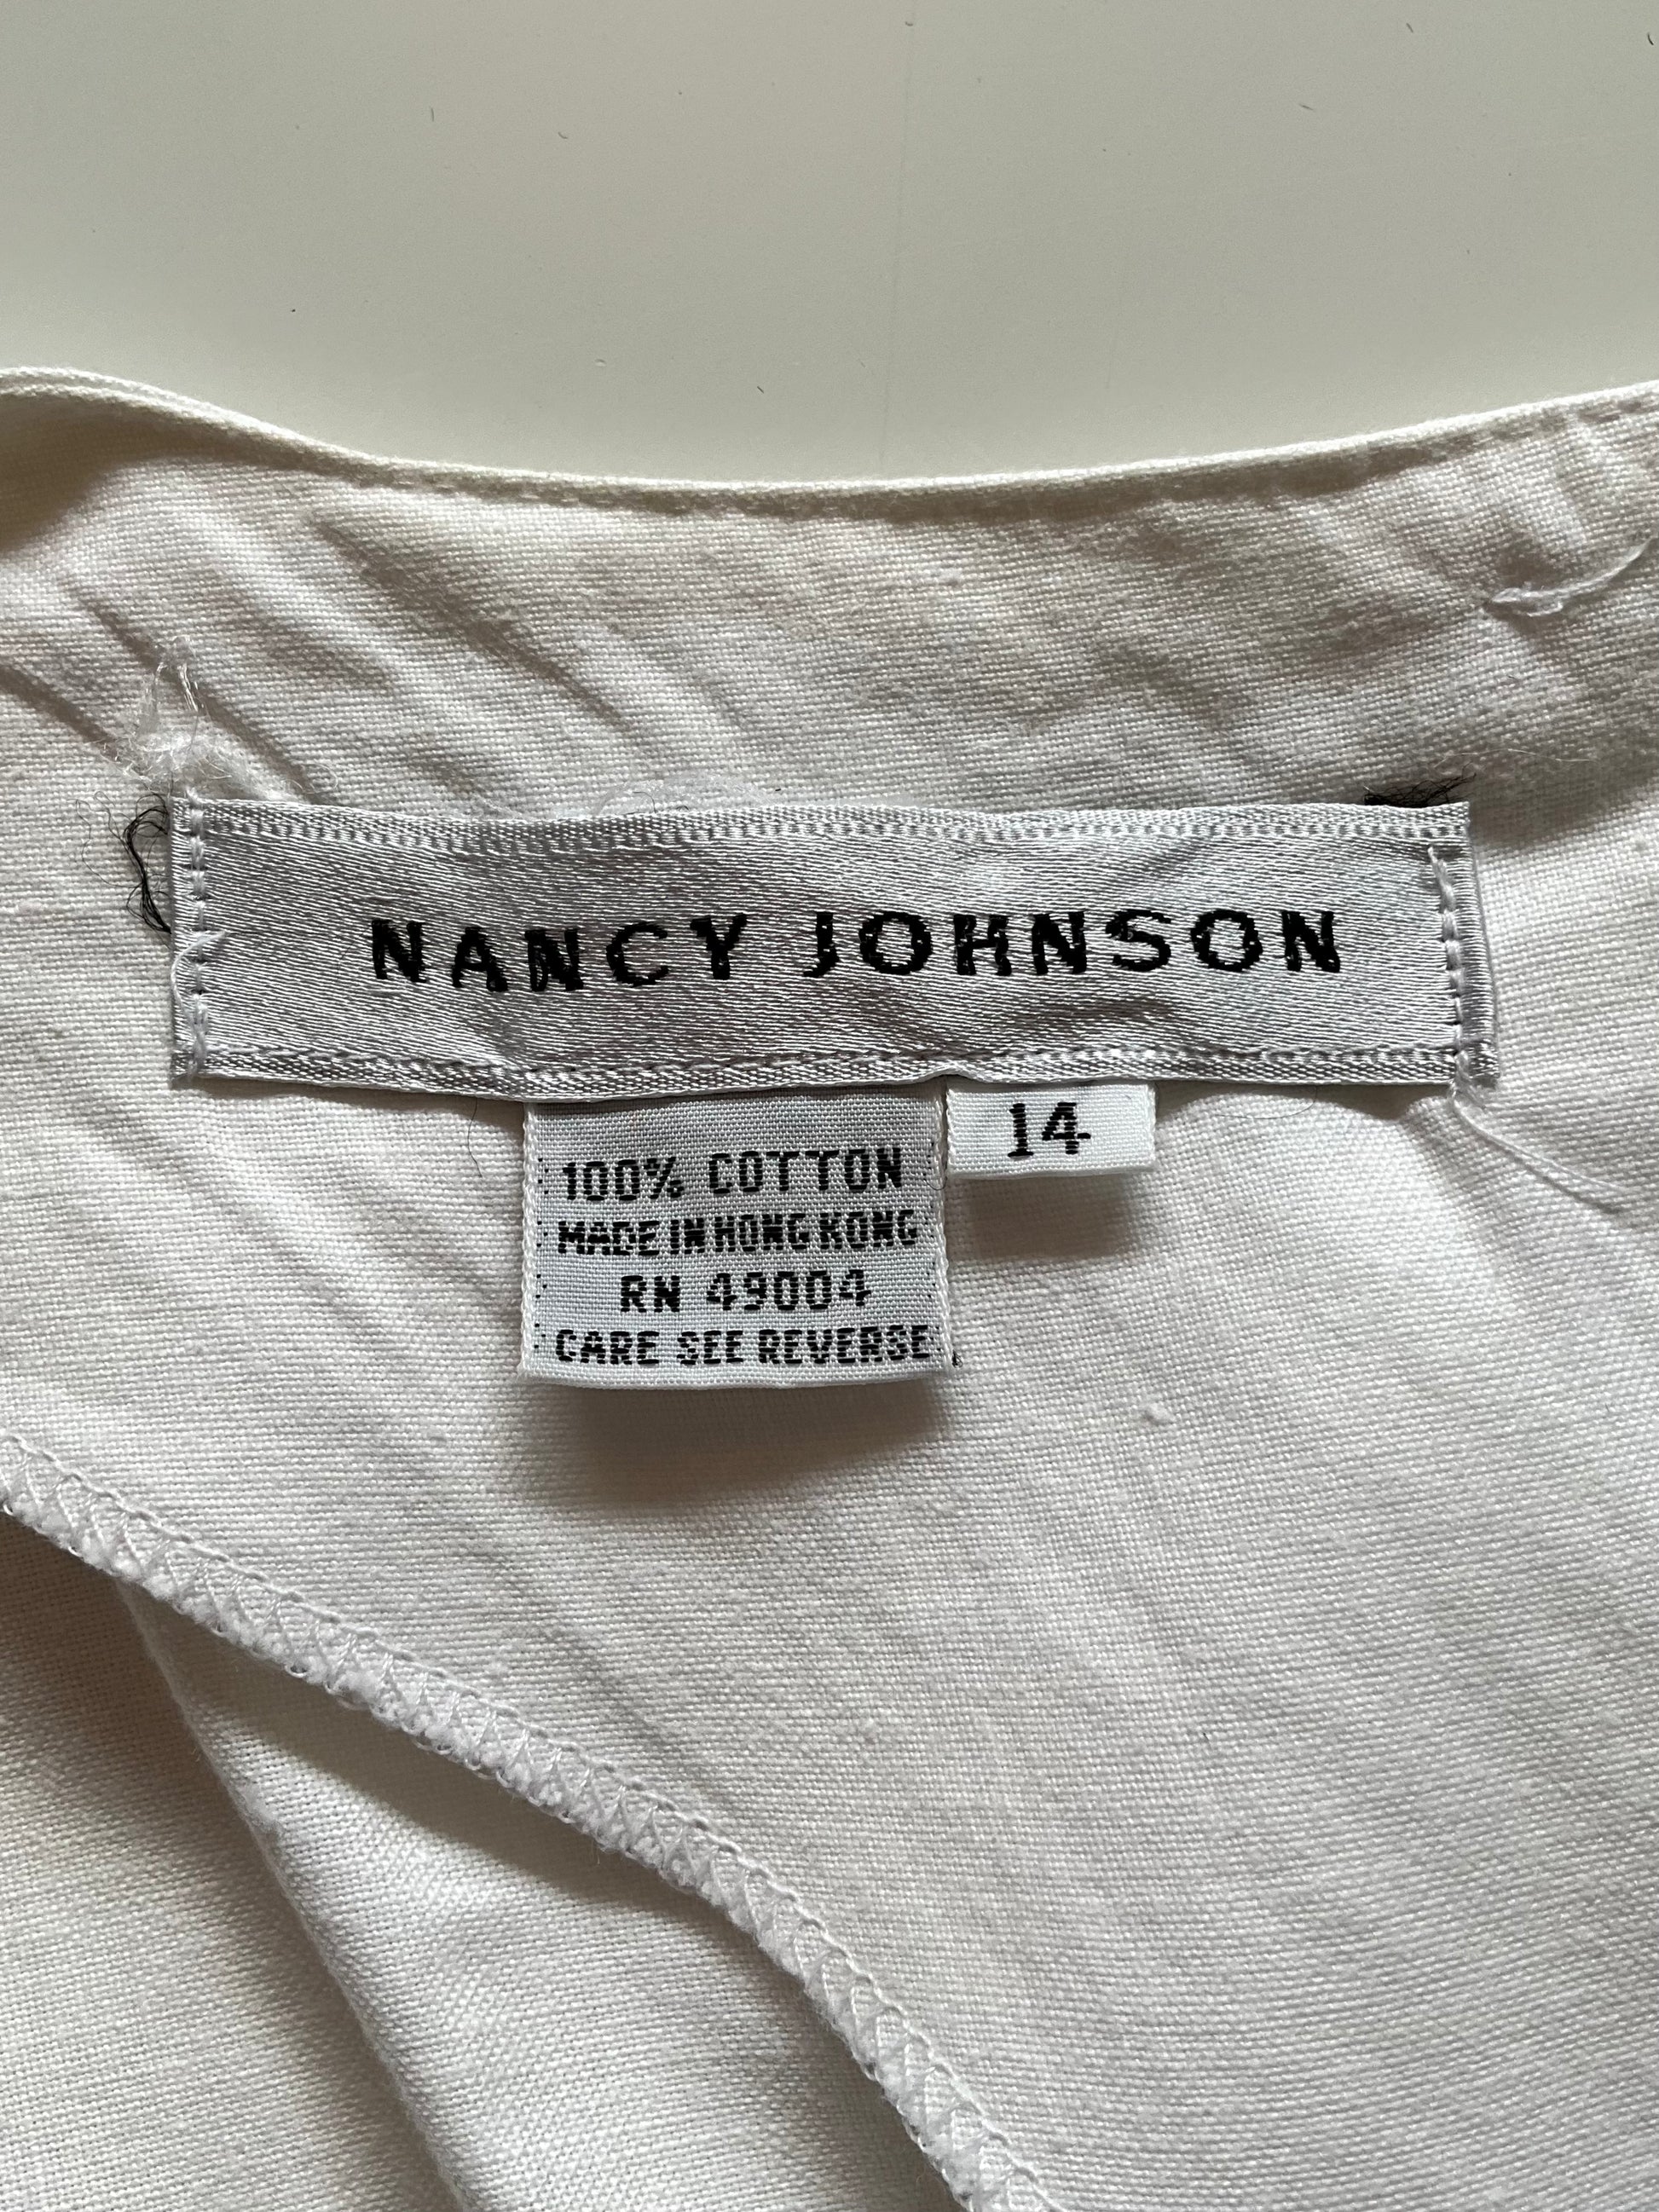 NANCY JOHNSON
14
100% COTTON
MADE IN HONG KONG
RN 49004
CARE SEE REVERSE